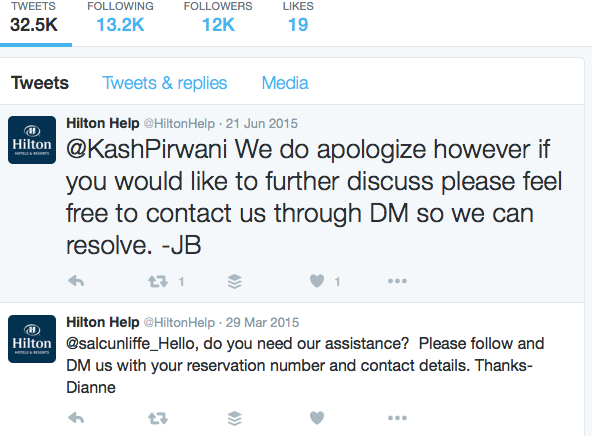 TWEETS FOLLOWING FOLLOWERS LIKES
32.5K 13.2K 12K 19
Tweets Tweets & replies Media
Hilton Help @HiltonHelp · 21 Jun 2015
Hilton
HOTELS & RESORTS
@KashPirwani We do apologize however if
you would like to further discuss please feel
free to contact us through DM so we can
resolve. -JB
1 1
Hilton Help @HiltonHelp · 29 Mar 2015
Hilton
HOTELS & RESORTS
@salcunliffe_Hello, do you need our assistance?  Please follow and
DM us with your reservation number and contact details. Thanks-
Dianne